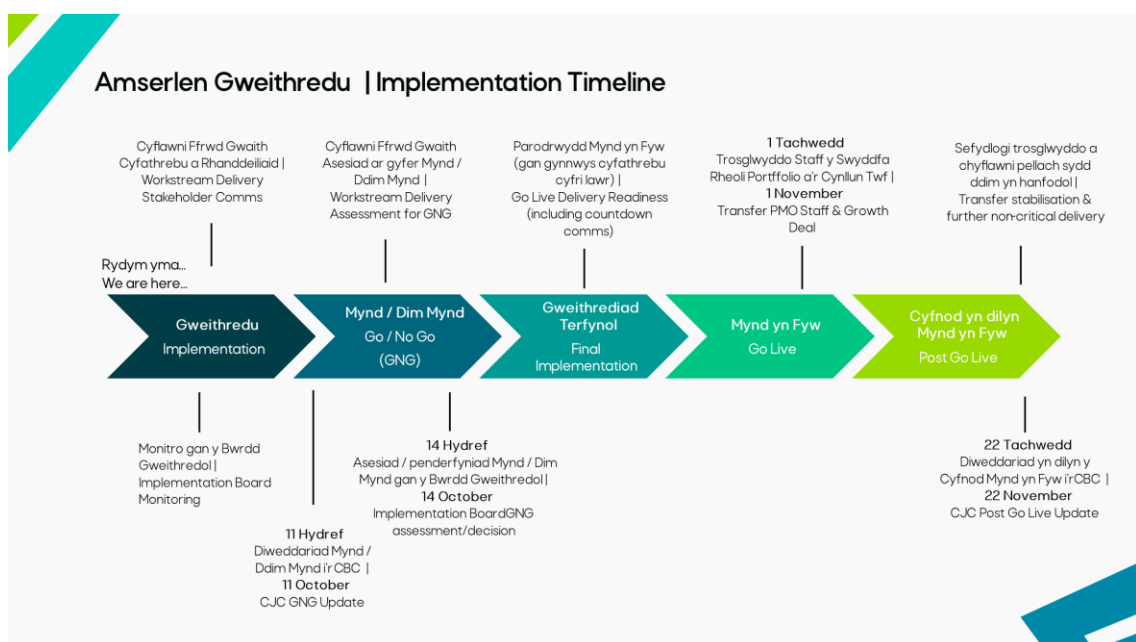 Amserlen Gweithredu | Implementation Timeline
Cyflawni Ffrwd Gwaith
Cyfathrebu a Rhanddeiliaid |
Workstream Delivery
Stakeholder Comms
Cyflawni Ffrwd Gwaith
Asesiad ar gyfer Mynd /
Ddim Mynd |
Workstream Delivery
Assessment for GNG
Parodrwydd Mynd yn Fyw
(gan gynnwys cyfathrebu
cyfri lawr) |
Go Live Delivery Readiness
(including countdown
comms)
1 Tachwedd
Trosglwyddo Staff y Swyddfa
Rheoli Portffolio a'r Cynllun Twf |
1 November
Transfer PMO Staff & Growth
Deal
Sefydlogi trosglwyddo a
chyflawni pellach sydd
ddim yn hanfodol |
Transfer stabilisation &
further non-critical delivery
Rydym yma...
We are here...
Gweithredu
Implementation
Mynd / Dim Mynd
Go / No Go
(GNG)
Gweithrediad
Terfynol
Final
Implementation
Mynd yn Fyw
Go Live
Cyfnod yn dilyn
Mynd yn Fyw
Post Go Live
Monitro gan y Bwrdd
Gweithredol |
Implementation Board
Monitoring
11 Hydref
Diweddariad Mynd /
Ddim Mynd i'r CBC |
11 October
CJC GNG Update
14 Hydref
Asesiad / penderfyniad Mynd / Dim
Mynd gan y Bwrdd Gweithredol |
14 October
Implementation BoardGNG
assessment/decision
22 Tachwedd
Diweddariad yn dilyn y
Cyfnod Mynd yn Fyw i'rCBC |
22 November
CJC Post Go Live Update